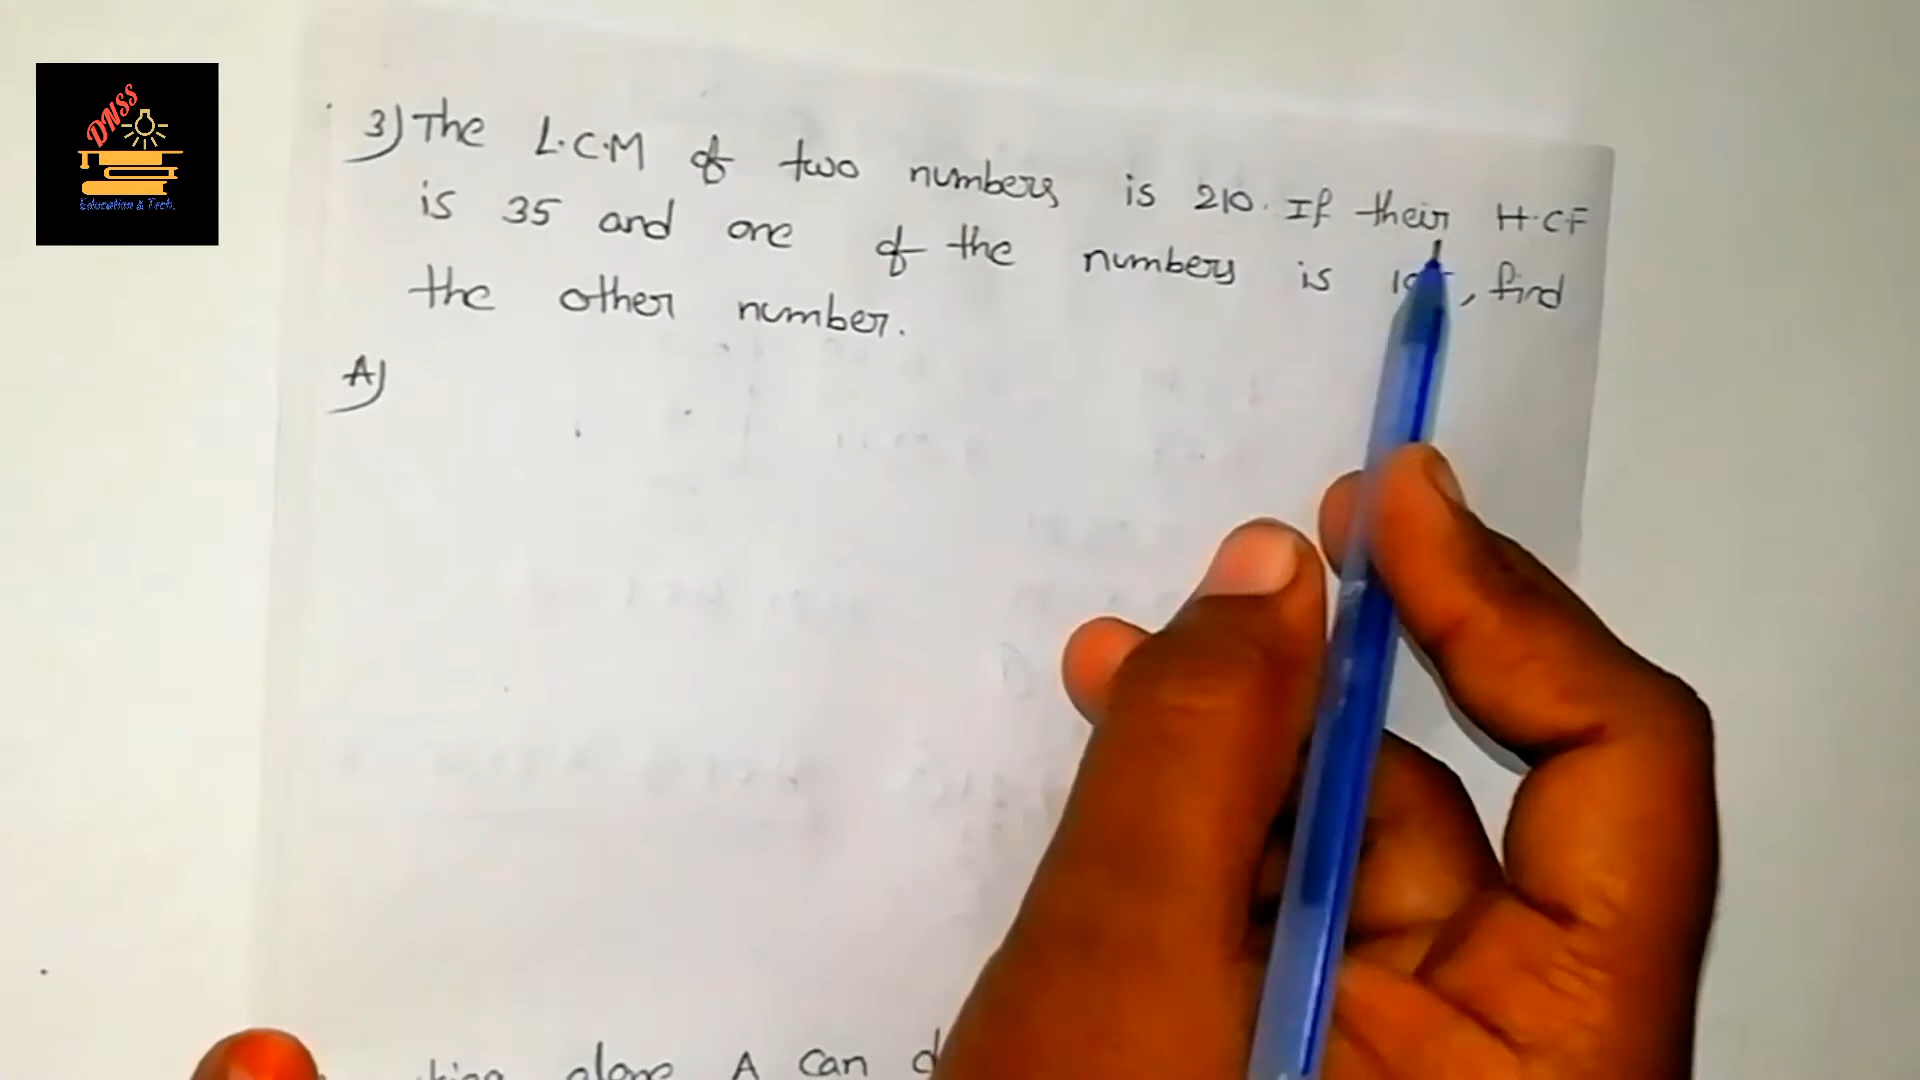 DNSS
Education & Tech.
3) The L.C.M of two numbers is 210. If their H.CF
is 35 and one of the numbers is , find
the other number.
A)
alone A can